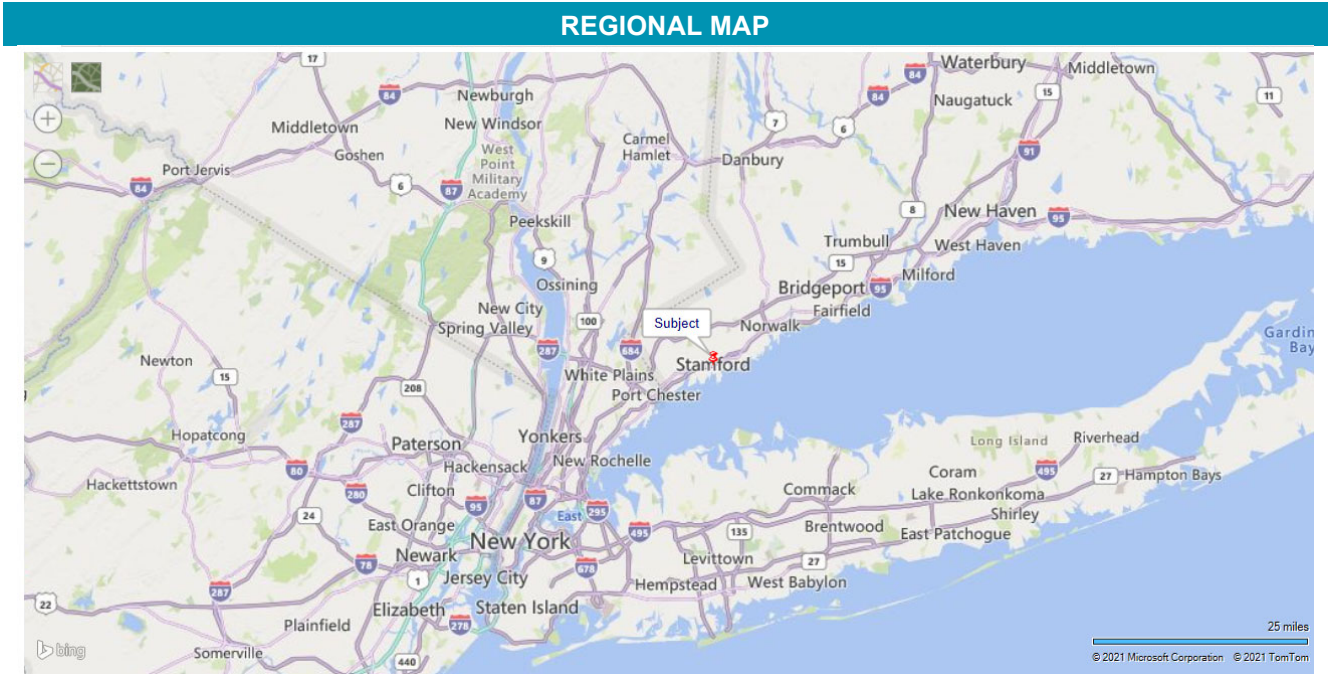 REGIONAL MAP
17
Waterbury
Middletown
84
84
Newburgh
84
Naugatuck
15
11
Middletown
New Windsor
7
6
Carmel
Hamlet
Goshen
West
Point
Military
Academy
91
Danbury
Port Jervis
84
6
87
8
New Haven
95
Peekskill
Trumbull
West Haven
9
15
Milford
Ossining
Bridgeport
95
New City
100
Fairfield
Subject
Norwalk
Spring Valley
Gardin
Bay
287
684
Newton
Stamford
15
White Plains
208
Port Chester
287
Hopatcong
Paterson
Yonkers
Long Island
Riverhead
80
Hackensack
New Rochelle
Coram
495
27
Hampton Bays
Hackettstown
280
Clifton
95
87
Commack
Lake Ronkonkoma
24
East
295
Shirley
East Orange
495
135
Brentwood
East Patchogue
New York
Newark
78
1
Jersey City
678
Levittown
27
287
Hempstead
West Babylon
22
Elizabeth
Staten Island
278
Plainfield
25 miles
bing
Somerville
440
© 2021 Microsoft Corporation © 2021 TomTom